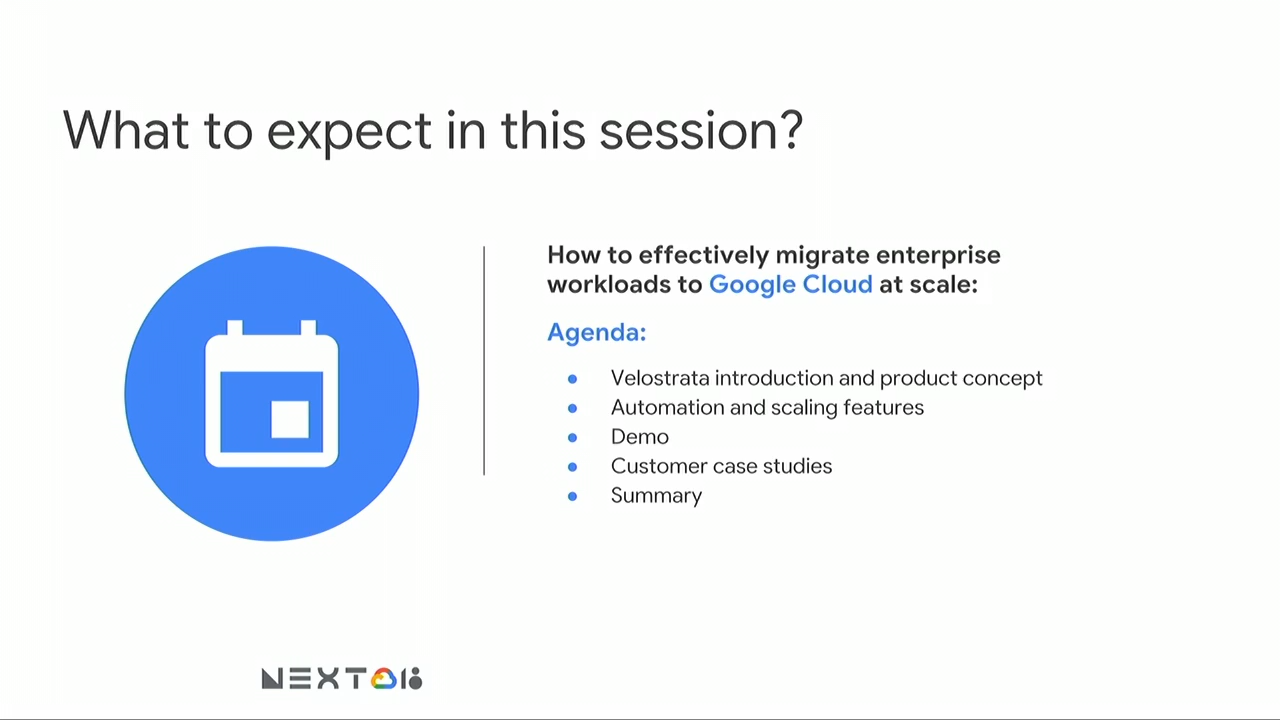 What to expect in this session?
How to effectively migrate enterprise
workloads to Google Cloud at scale:
Agenda:
● Velostrata introduction and product concept
● Automation and scaling features
● Demo
● Customer case studies
● Summary
NEXT 18